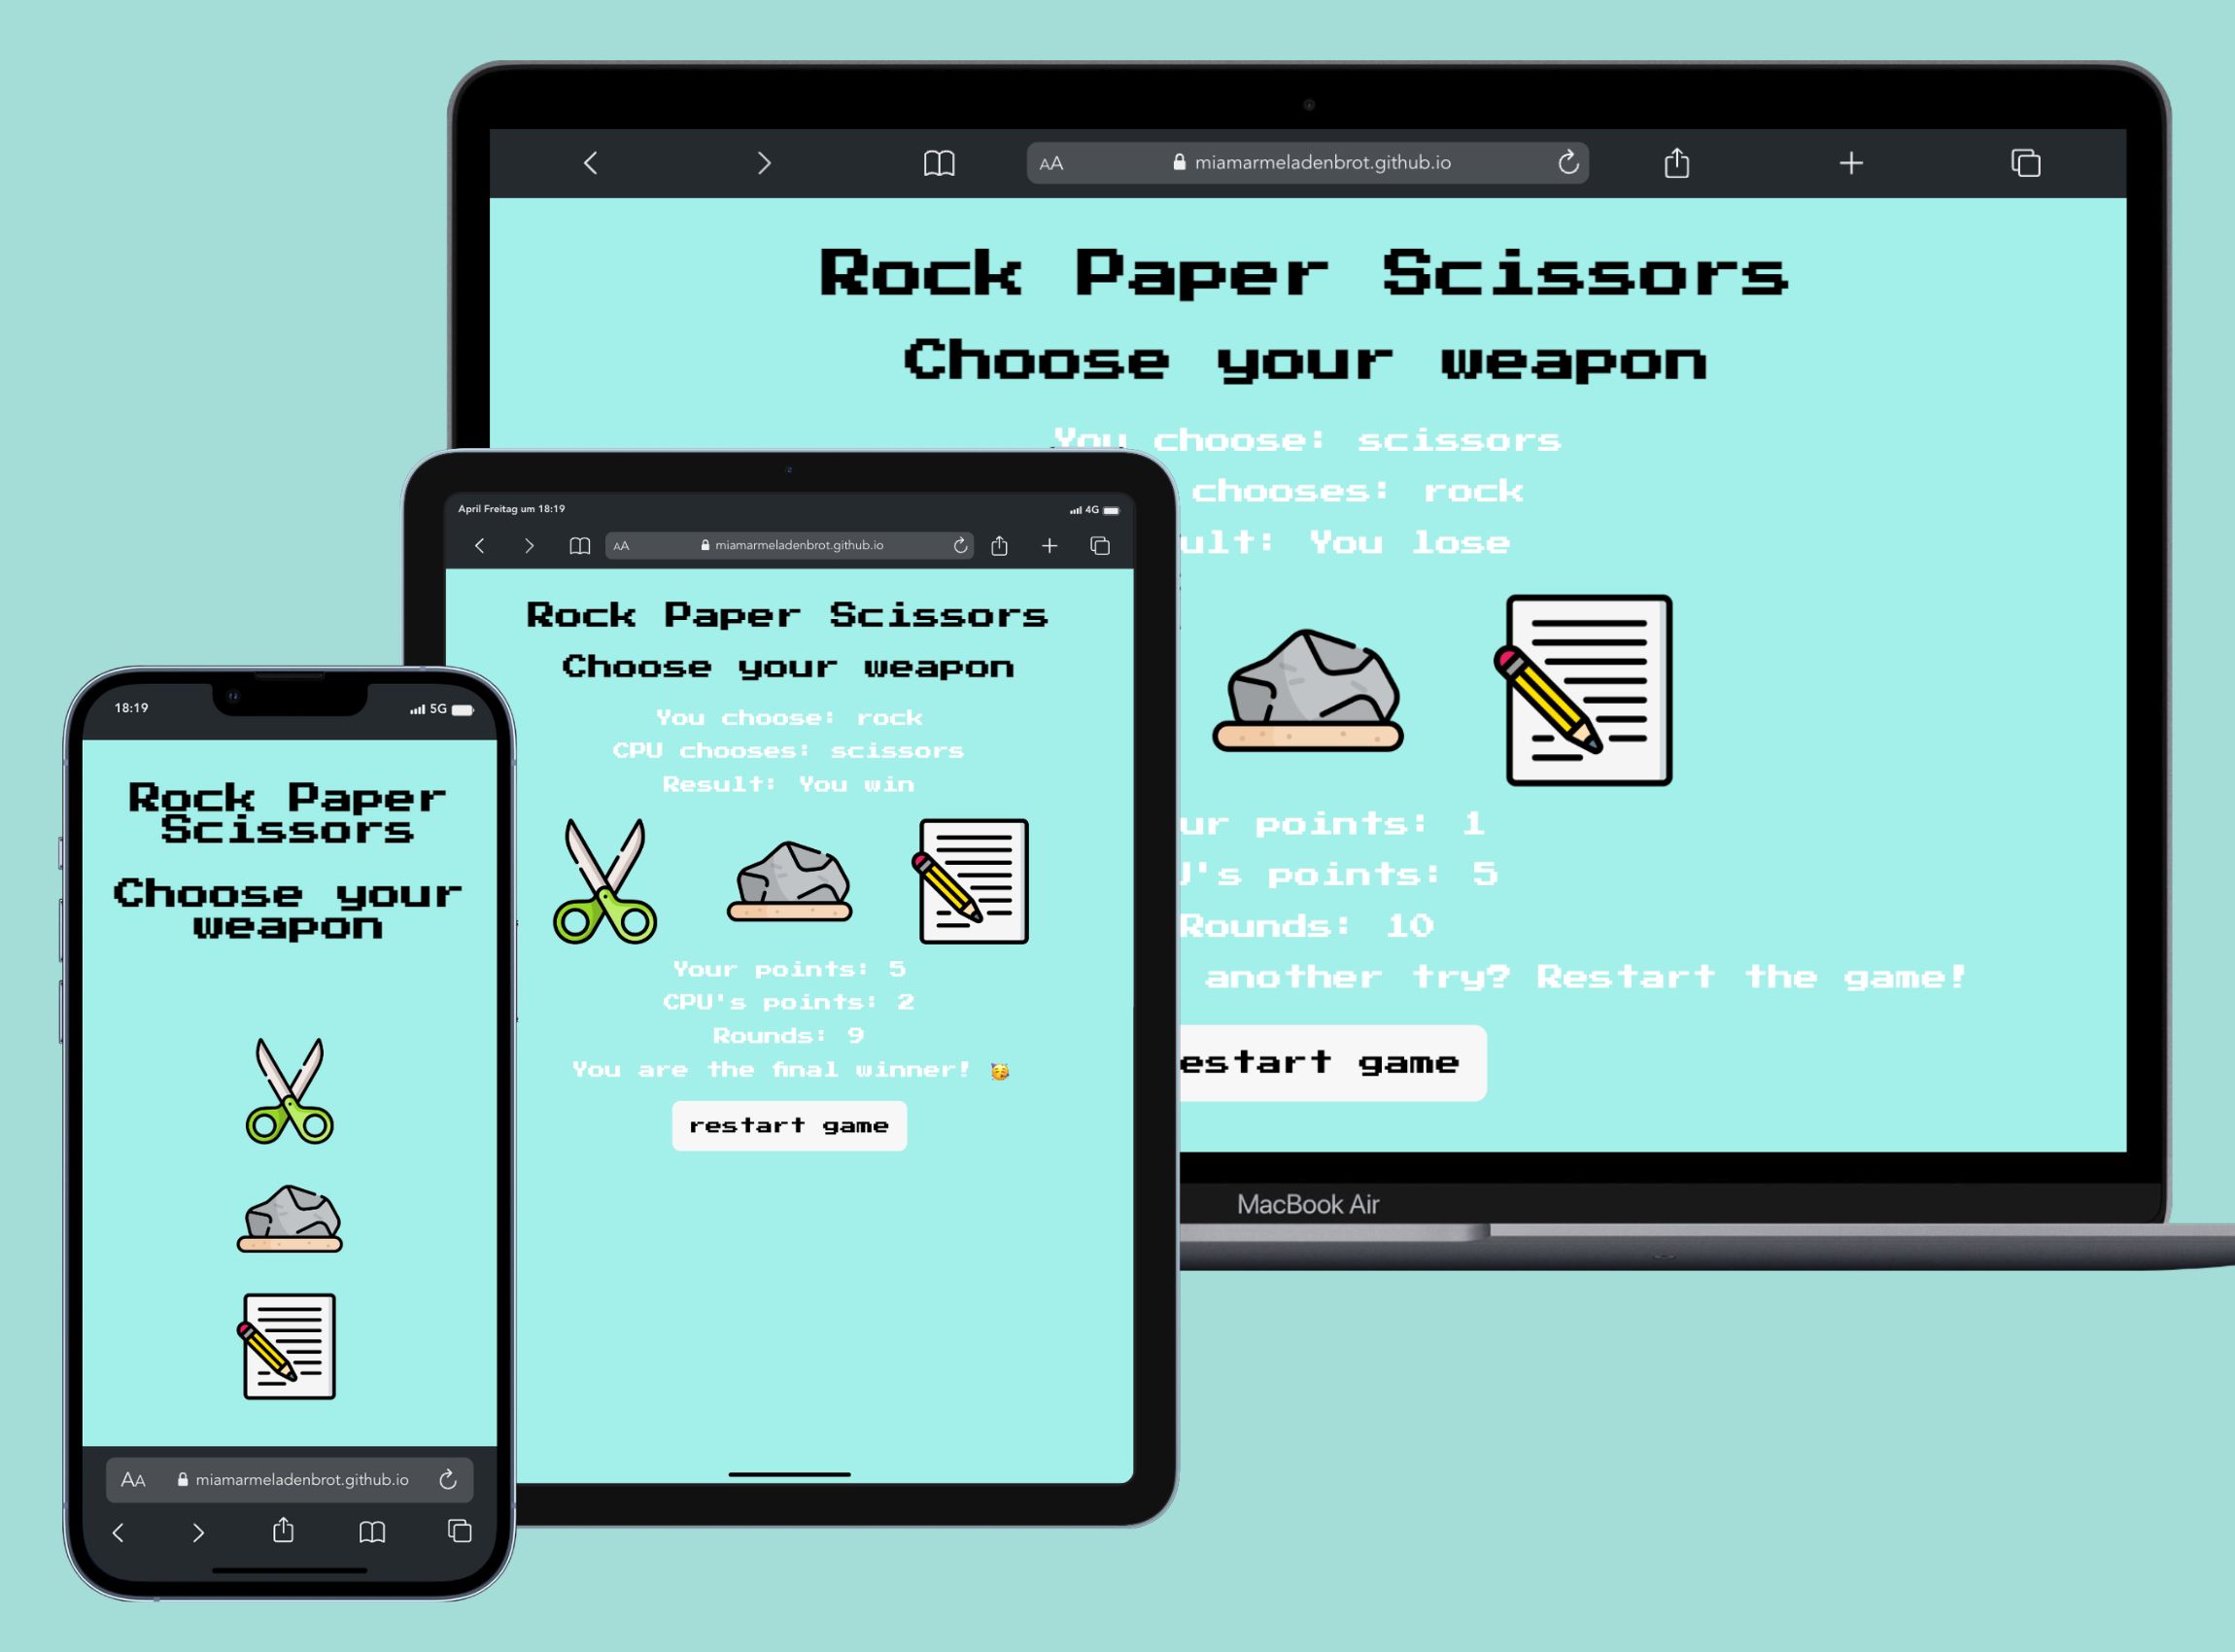 AA miamarmeladenbrot.github.io
Rock Paper Scissors
Choose your weapon
You choose: scissors
chooses: rock
You lose
points: 1
points: 5
Rounds: 10
another try? Restart the game!
game
MacBook Air
April Freitag um 18:19
4G
AA miamarmeladenbrot.github.io
Rock Paper Scissors
Choose your weapon
You choose: rock
CPU chooses: scissors
Result: You win
Your points: 5
CPU's points: 2
Rounds: 9
You are the final winner!
restart game
18:19
5G
Rock Paper
Scissors
Choose your
weapon
AA miamarmeladenbrot.github.io